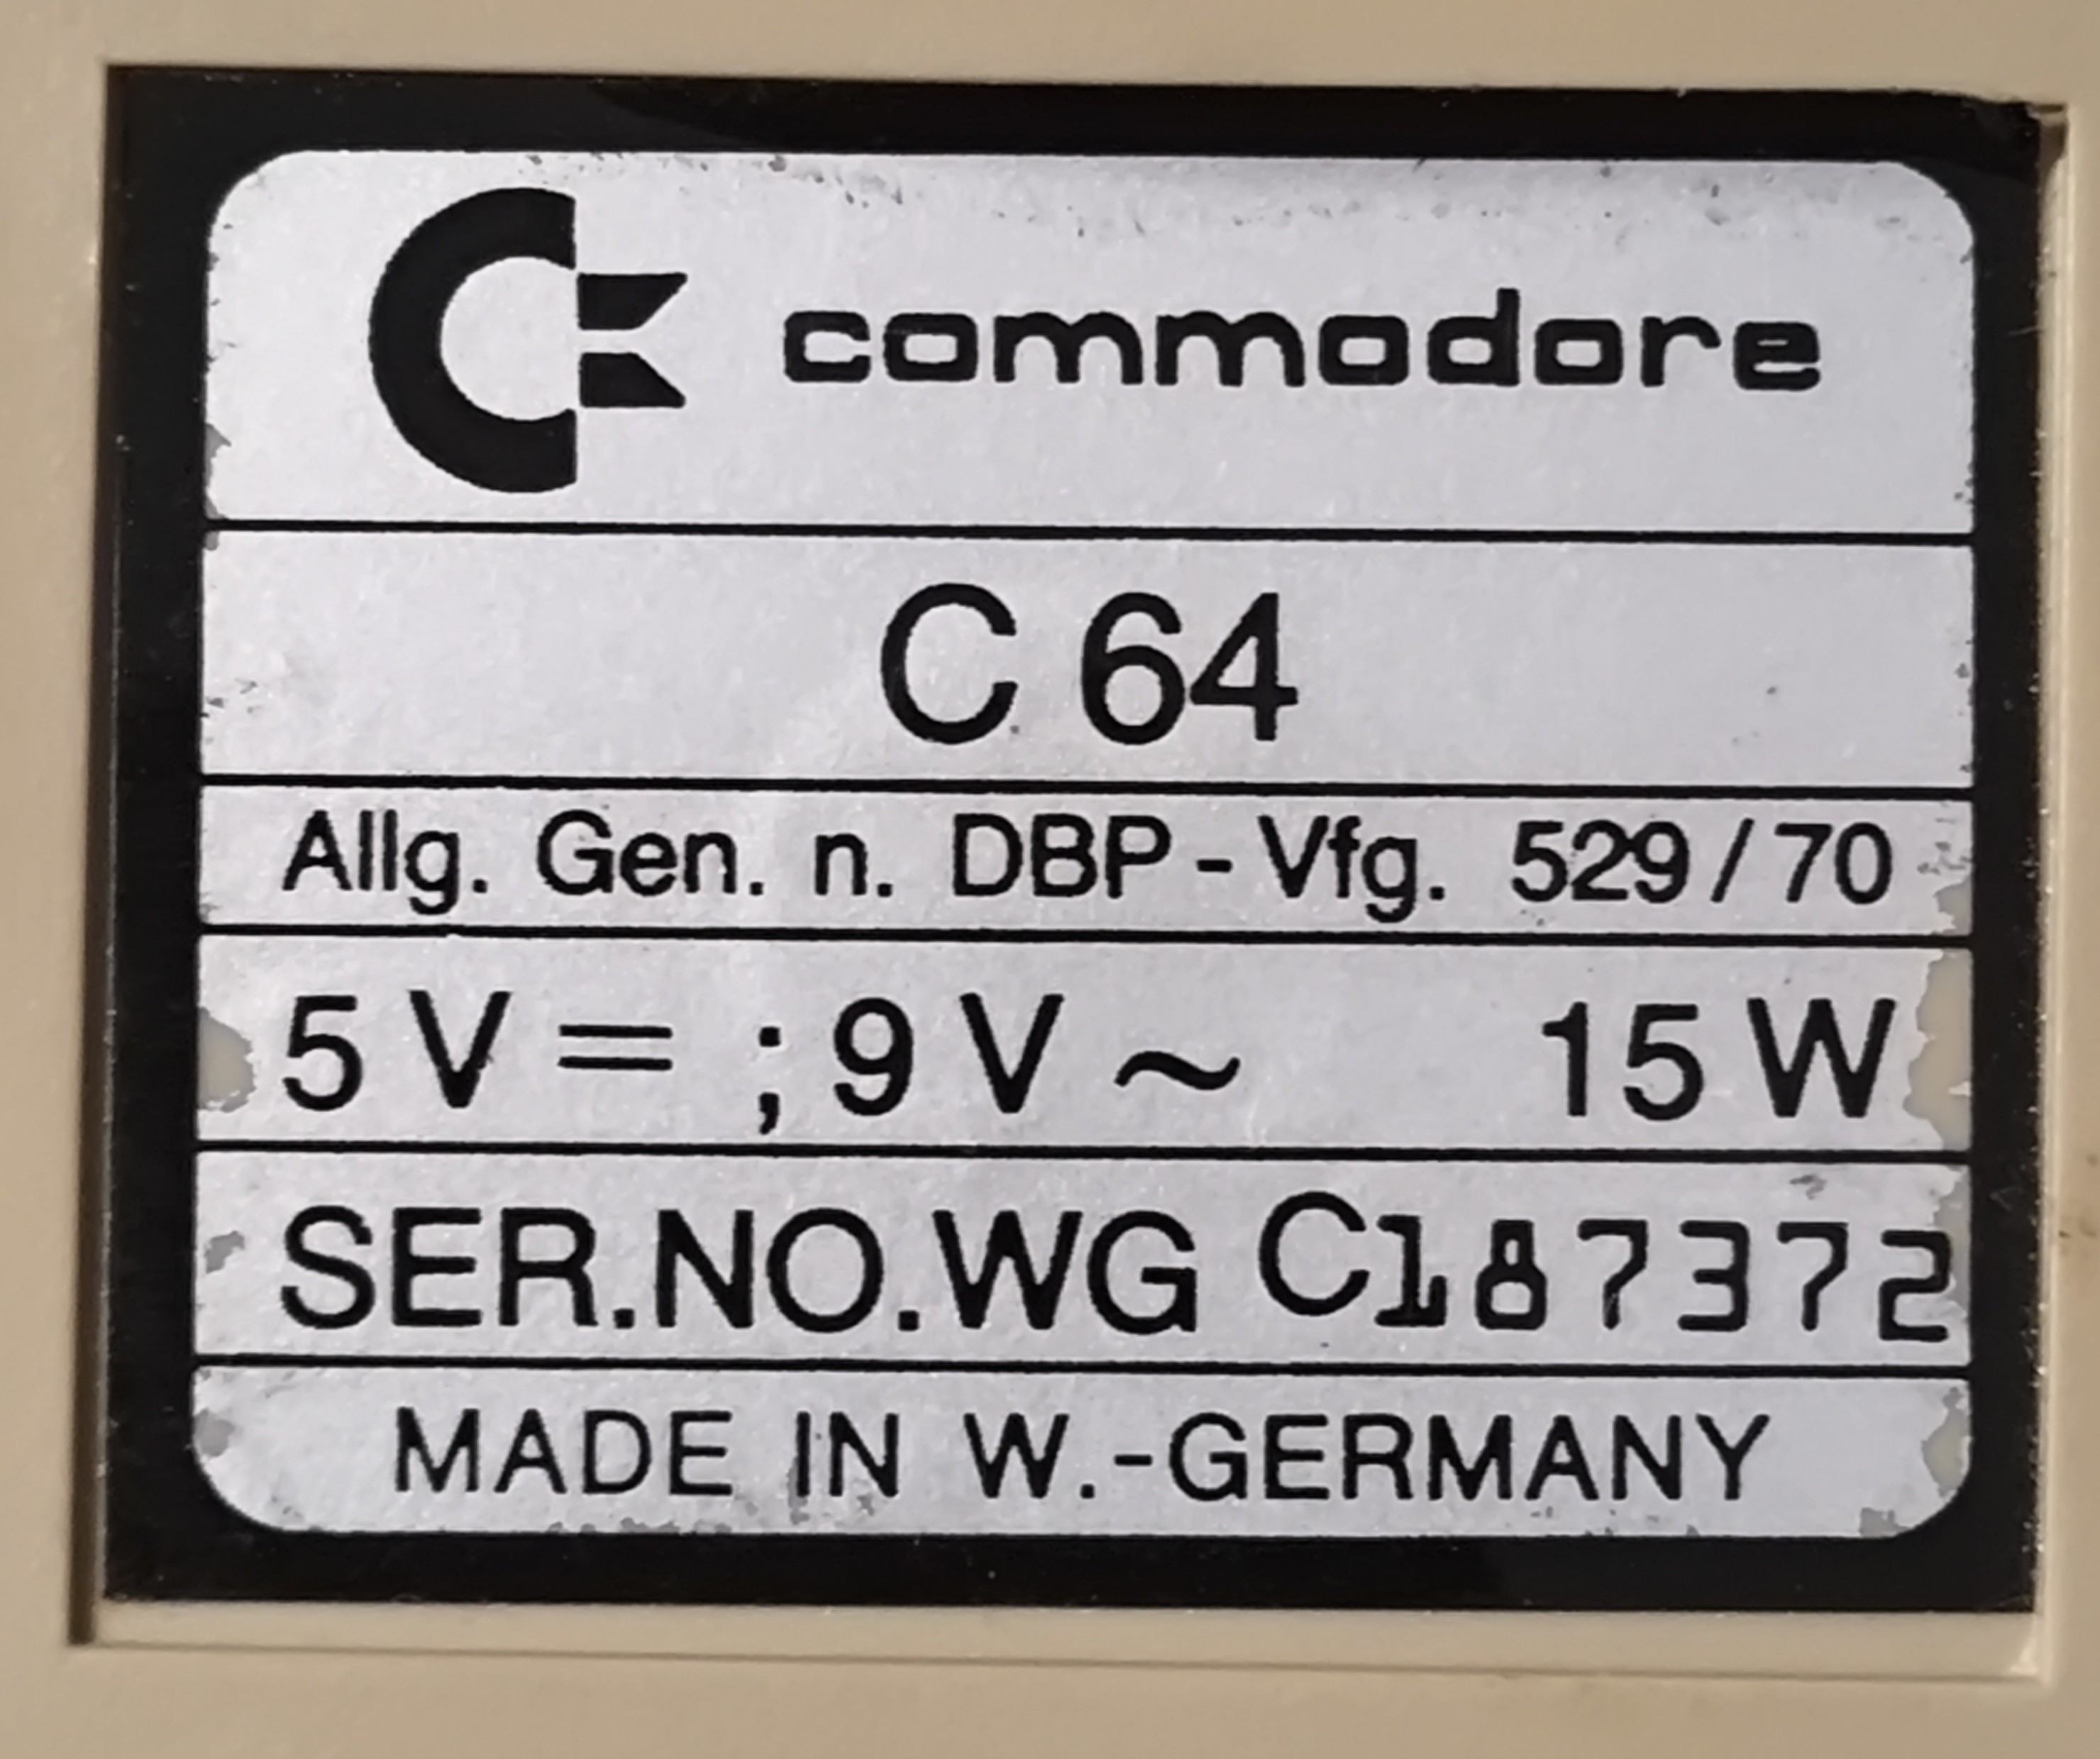 commodore
C 64
Allg. Gen. n. DBP - Vfg. 529 / 70
5 V = ; 9 V ~ 15 W
SER.NO.WG C187372
MADE IN W.-GERMANY